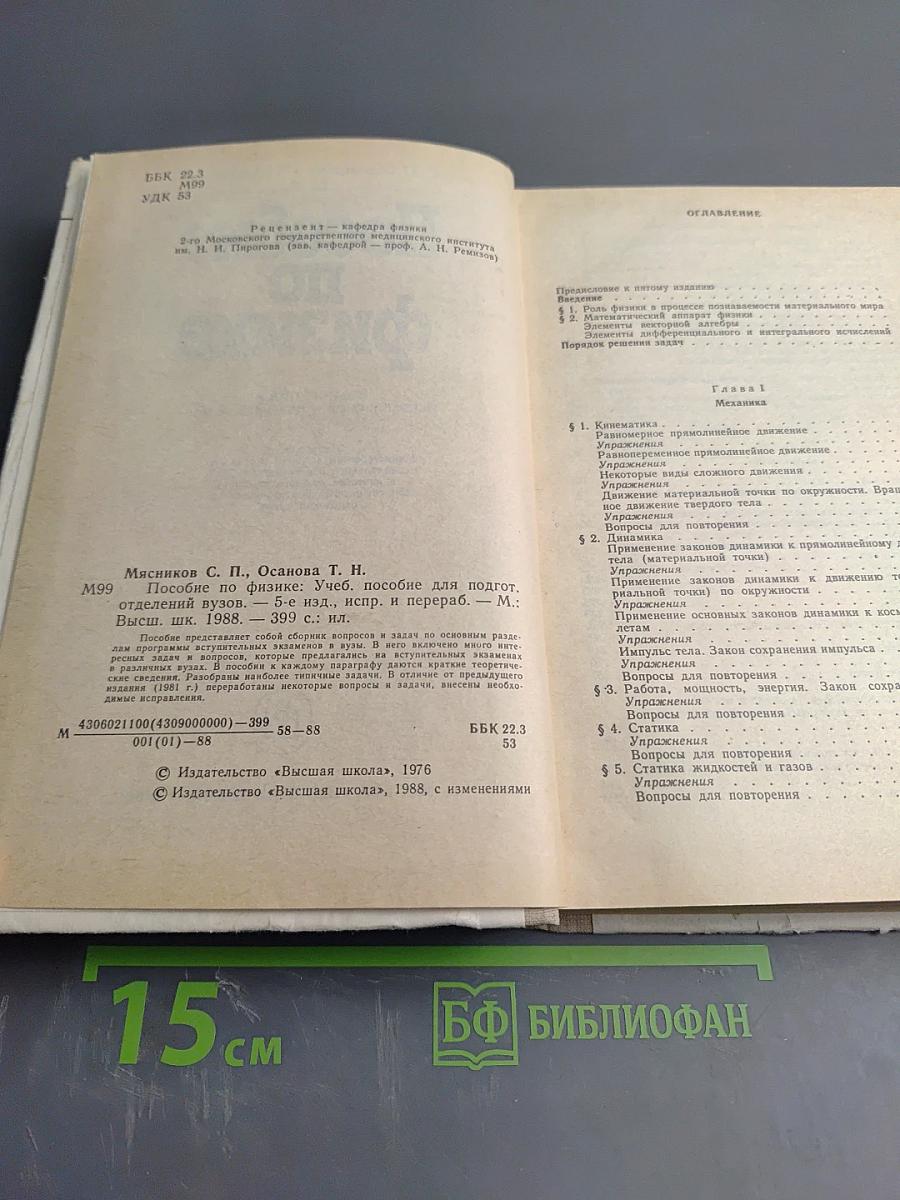 ББК 22.3
М99
УДК 53
Рецензент — кафедра физики
2-го Московского государственного медицинского института
им. Н. И. Пирогова (зав. кафедрой — проф. А. Н. Ремизов)
Мясников С. П., Осанова Т. Н.
М99 Пособие по физике: Учеб. пособие для подгот.
отделений вузов. — 5-е изд., испр. и перераб. — М.:
Высш. шк. 1988. — 399 с.: ил.
Пособие представляет собой сборник вопросов и задач по основным разде-
лам программы вступительных экзаменов в вузы. В него включено много инте-
ресных задач и вопросов, которые предлагались на вступительных экзаменах
в различных вузах. В пособии к каждому параграфу даются краткие теоретиче-
ские сведения. Разобраны наиболее типичные задачи. В отличие от предыдущего
издания (1981 г.) переработаны некоторые вопросы и задачи, внесены необхо-
димые исправления.
М 4306021100(4309000000)—399
001(01)—88
58—88
ББК 22.3
53
© Издательство «Высшая школа», 1976
© Издательство «Высшая школа», 1988, с изменениями
ОГЛАВЛЕНИЕ
Предисловие к пятому изданию
Введение
§ 1. Роль физики в процессе познаваемости материального мира
§ 2. Математический аппарат физики
Элементы векторной алгебры
Элементы дифференциального и интегрального исчислений
Порядок решения задач
Глава I
Механика
§ 1. Кинематика
Равномерное прямолинейное движение
Упражнения
Равнопеременное прямолинейное движение
Упражнения
Некоторые виды сложного движения
Упражнения
Движение материальной точки по окружности. Вращ
ное движение твердого тела
Упражнения
Вопросы для повторения
§ 2. Динамика
Применение законов динамики к прямолинейному д
тела (материальной точки)
Упражнения
Применение законов динамики к движению те
риальной точки) по окружности
Упражнения
Применение основных законов динамики к косм
летам
Упражнения
Импульс тела. Закон сохранения импульса
Упражнения
Вопросы для повторения
§ 3. Работа, мощность, энергия. Закон сохра
Упражнения
Вопросы для повторения
§ 4. Статика
Упражнения
Вопросы для повторения
§ 5. Статика жидкостей и газов
Упражнения
Вопросы для повторения
15 см
БФ БИБЛИОФАН